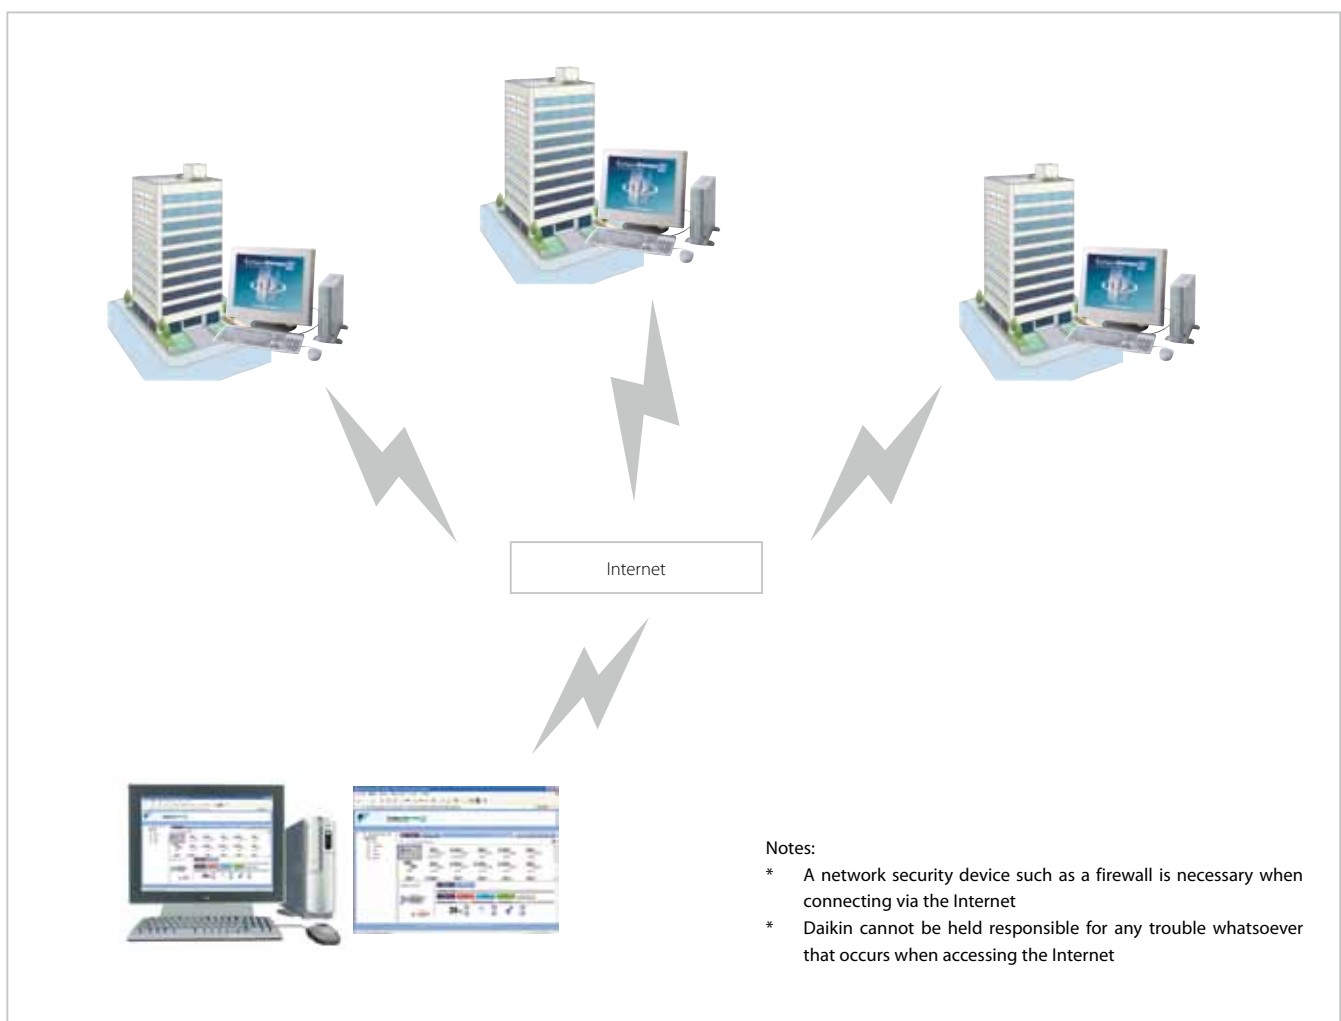 Internet
Notes:
* A network security device such as a firewall is necessary when
connecting via the Internet
* Daikin cannot be held responsible for any trouble whatsoever
that occurs when accessing the Internet